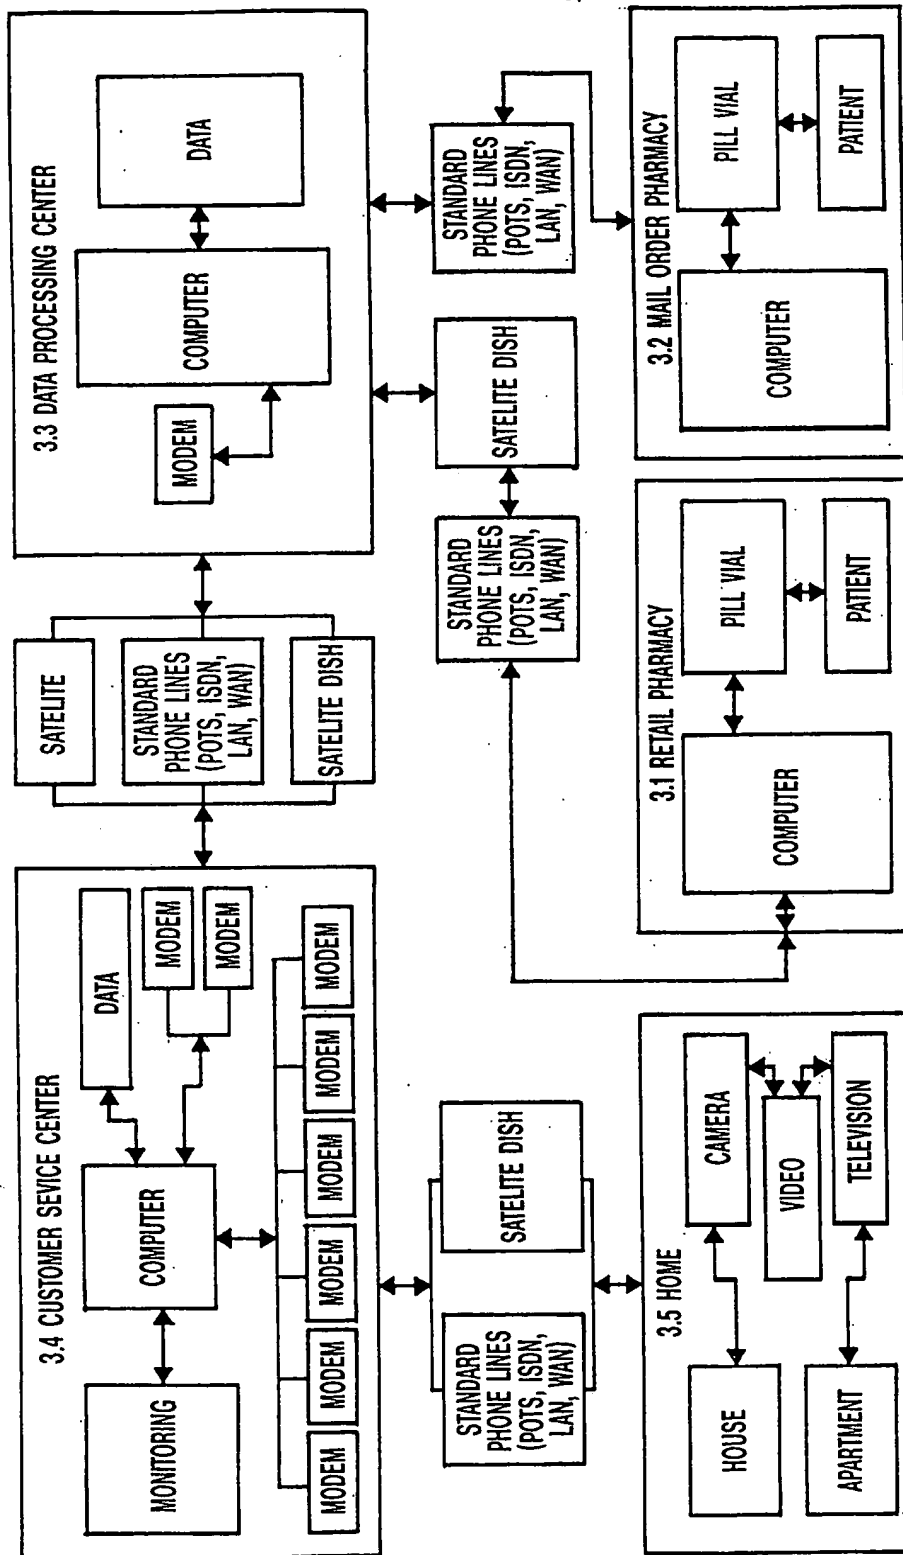 3.4 CUSTOMER SEVICE CENTER
MONITORING
COMPUTER
DATA
MODEM
MODEM
MODEM
MODEM
MODEM
MODEM
MODEM
MODEM
SATELITE
STANDARD
PHONE LINES
(POTS, ISDN,
LAN, WAN)
SATELITE DISH
3.3 DATA PROCESSING CENTER
MODEM
COMPUTER
DATA
STANDARD
PHONE LINES
(POTS, ISDN,
LAN, WAN)
SATELITE DISH
STANDARD
PHONE LINES
(POTS, ISDN,
LAN, WAN)
SATELITE DISH
STANDARD
PHONE LINES
(POTS, ISDN,
LAN, WAN)
3.5 HOME
HOUSE
CAMERA
VIDEO
APARTMENT
TELEVISION
3.1 RETAIL PHARMACY
COMPUTER
PILL VIAL
PATIENT
3.2 MAIL ORDER PHARMACY
COMPUTER
PILL VIAL
PATIENT